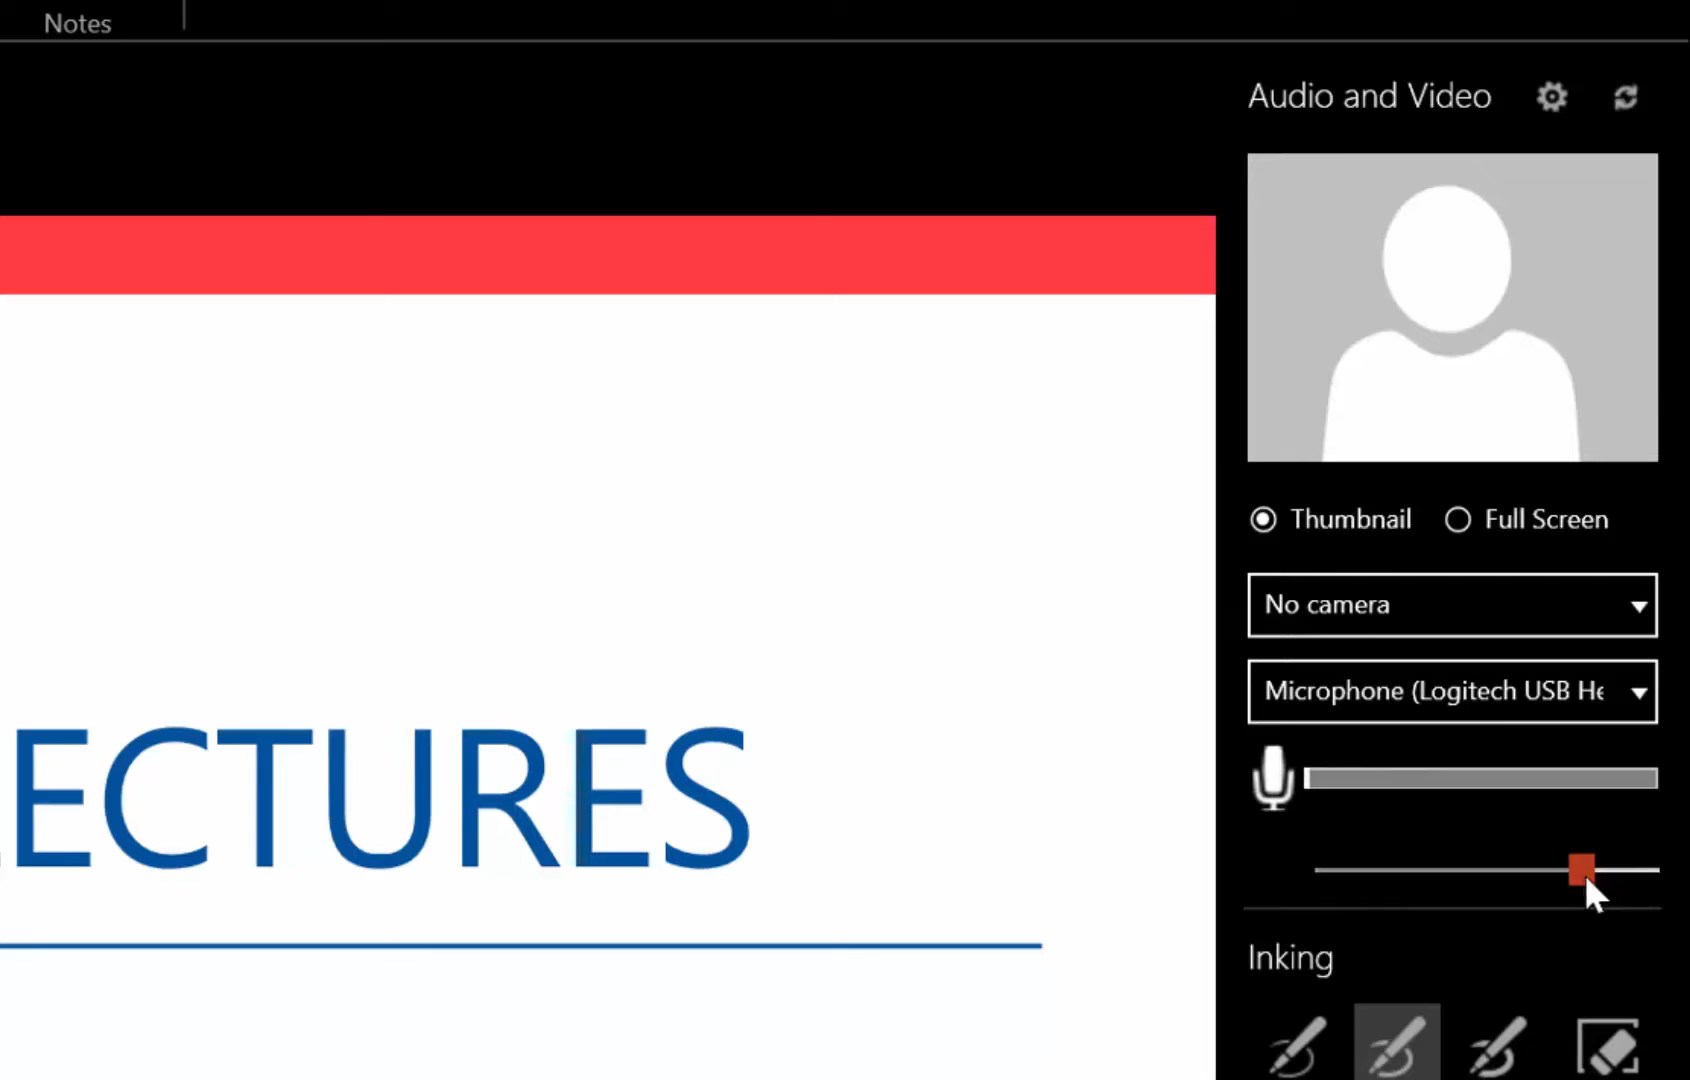 Notes
Audio and Video
Thumbnail
Full Screen
No camera
Microphone (Logitech USB He
ECTURES
Inking